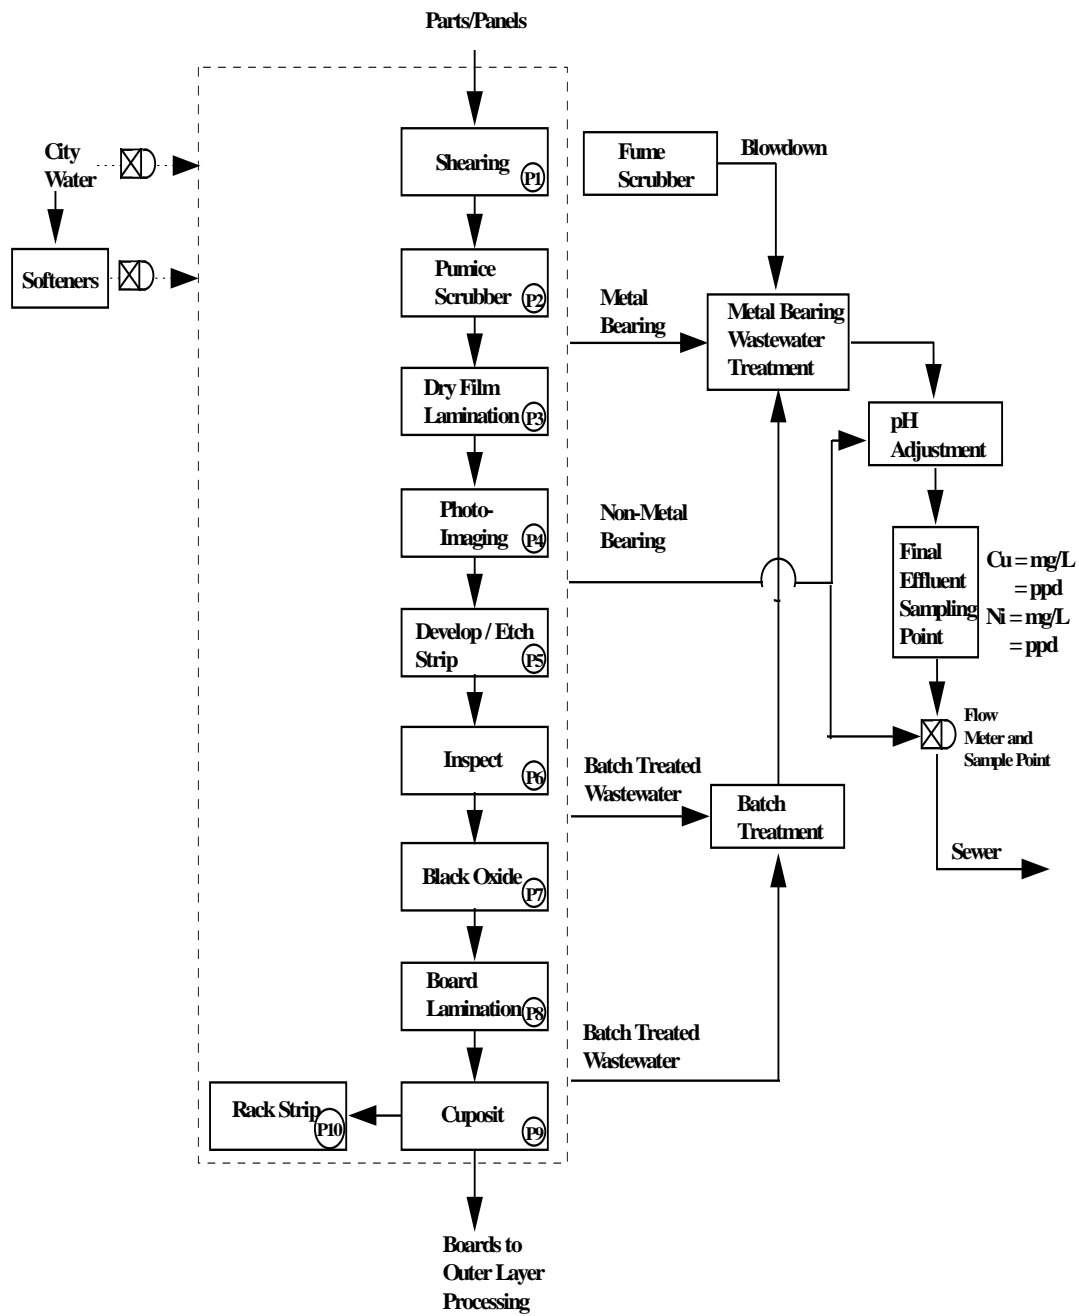 Parts/Panels
City
Water
Softeners
Shearing
P1
Pumice
Scrubber
P2
Dry Film
Lamination
P3
Photo-
Imaging
P4
Develop / Etch
Strip
P5
Inspect
P6
Black Oxide
P7
Board
Lamination
P8
Cuposit
P9
Rack Strip
P10
Boards to
Outer Layer
Processing
Fume
Scrubber
Blowdown
Metal
Bearing
Metal Bearing
Wastewater
Treatment
pH
Adjustment
Non-Metal
Bearing
Final
Effluent
Sampling
Point
Cu = mg/L
= ppd
Ni = mg/L
= ppd
Flow
Meter and
Sample Point
Batch Treated
Wastewater
Batch
Treatment
Sewer
Batch Treated
Wastewater